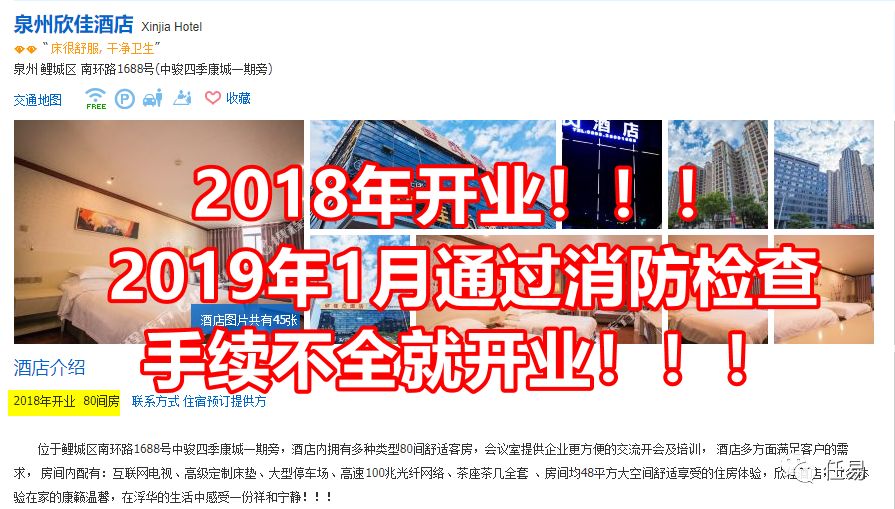 泉州欣佳酒店 Xinjia Hotel
“床很舒服, 干净卫生”
泉州 鲤城区 南环路1688号(中骏四季康城一期旁)
交通地图 FREE P 收藏
酒店
2018年开业！！！
2019年1月通过消防检查
酒店图片共有45张
手续不全就开业！！！
酒店介绍
2018年开业 80间房 联系方式 住宿预订提供方
位于鲤城区南环路1688号中骏四季康城一期旁，酒店内拥有多种类型80间舒适客房，会议室提供企业更方便的交流开会及培训， 酒店多方面满足客户的需
求， 房间内配有：互联网电视、高级定制床垫、大型停车场、高速100兆光纤网络、茶座茶几全套 、房间均48平方大空间舒适享受的住房体验，欣佳酒店
验在家的康簌温馨，在浮华的生活中感受一份祥和宁静！！！
任易